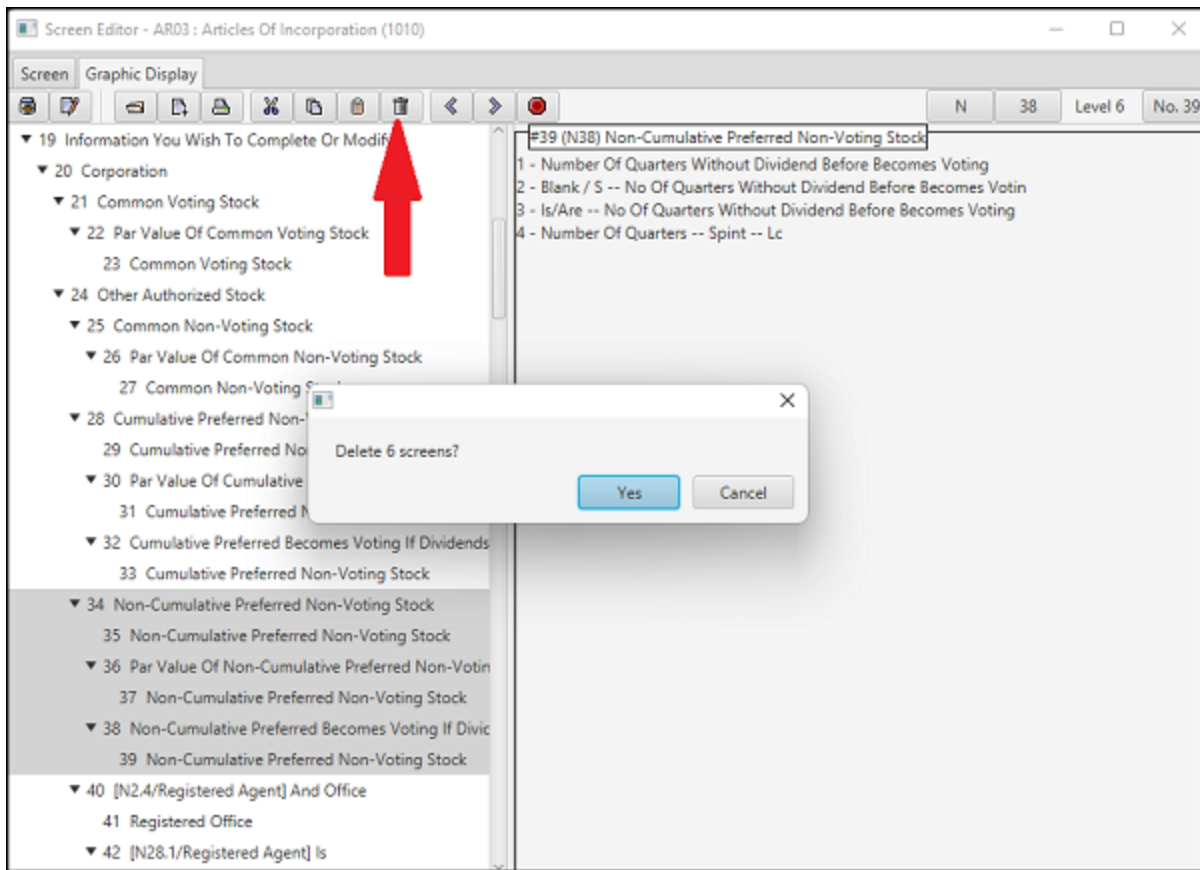 Screen Editor - AR03 : Articles Of Incorporation (1010)
Screen Graphic Display
N 38 Level 6 No. 39
19 Information You Wish To Complete Or Modify
20 Corporation
21 Common Voting Stock
22 Par Value Of Common Voting Stock
23 Common Voting Stock
24 Other Authorized Stock
25 Common Non-Voting Stock
26 Par Value Of Common Non-Voting Stock
27 Common Non-Voting
28 Cumulative Preferred Non-
29 Cumulative Preferred No
30 Par Value Of Cumulative
31 Cumulative Preferred
32 Cumulative Preferred Becomes Voting If Dividends
33 Cumulative Preferred Non-Voting Stock
34 Non-Cumulative Preferred Non-Voting Stock
35 Non-Cumulative Preferred Non-Voting Stock
36 Par Value Of Non-Cumulative Preferred Non-Votin
37 Non-Cumulative Preferred Non-Voting Stock
38 Non-Cumulative Preferred Becomes Voting If Divid
39 Non-Cumulative Preferred Non-Voting Stock
40 [N2.4/Registered Agent] And Office
41 Registered Office
42 [N28.1/Registered Agent] Is
#39 (N38) Non-Cumulative Preferred Non-Voting Stock
1 - Number Of Quarters Without Dividend Before Becomes Voting
2 - Blank / S -- No Of Quarters Without Dividend Before Becomes Votin
3 - Is/Are -- No Of Quarters Without Dividend Before Becomes Voting
4 - Number Of Quarters -- Spint -- Lc
Delete 6 screens?
Yes Cancel